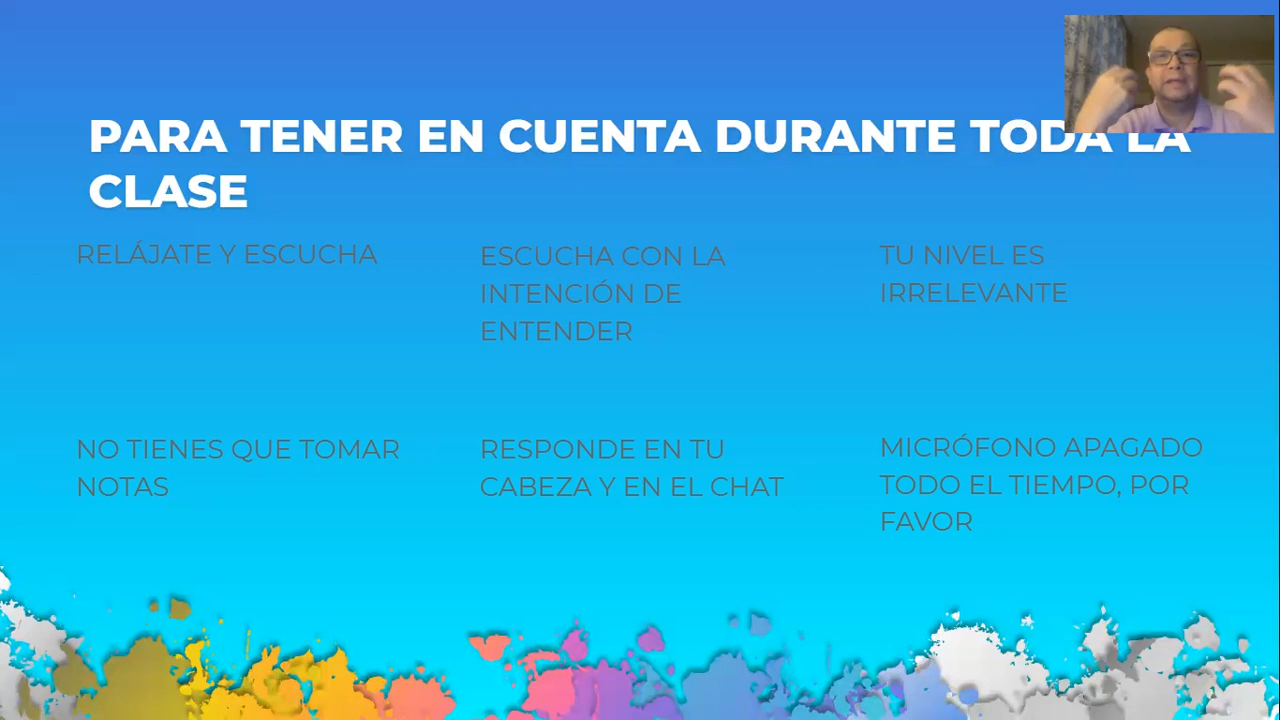 PARA TENER EN CUENTA DURANTE TODA LA
CLASE
RELÁJATE Y ESCUCHA
ESCUCHA CON LA
INTENCIÓN DE
ENTENDER
TU NIVEL ES
IRRELEVANTE
NO TIENES QUE TOMAR
NOTAS
RESPONDE EN TU
CABEZA Y EN EL CHAT
MICRÓFONO APAGADO
TODO EL TIEMPO, POR
FAVOR